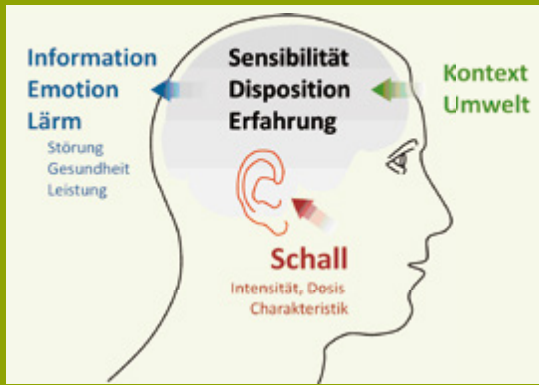 Information
Emotion
Lärm
Störung
Gesundheit
Leistung
Sensibilität
Disposition
Erfahrung
Kontext
Umwelt
Schall
Intensität, Dosis
Charakteristik